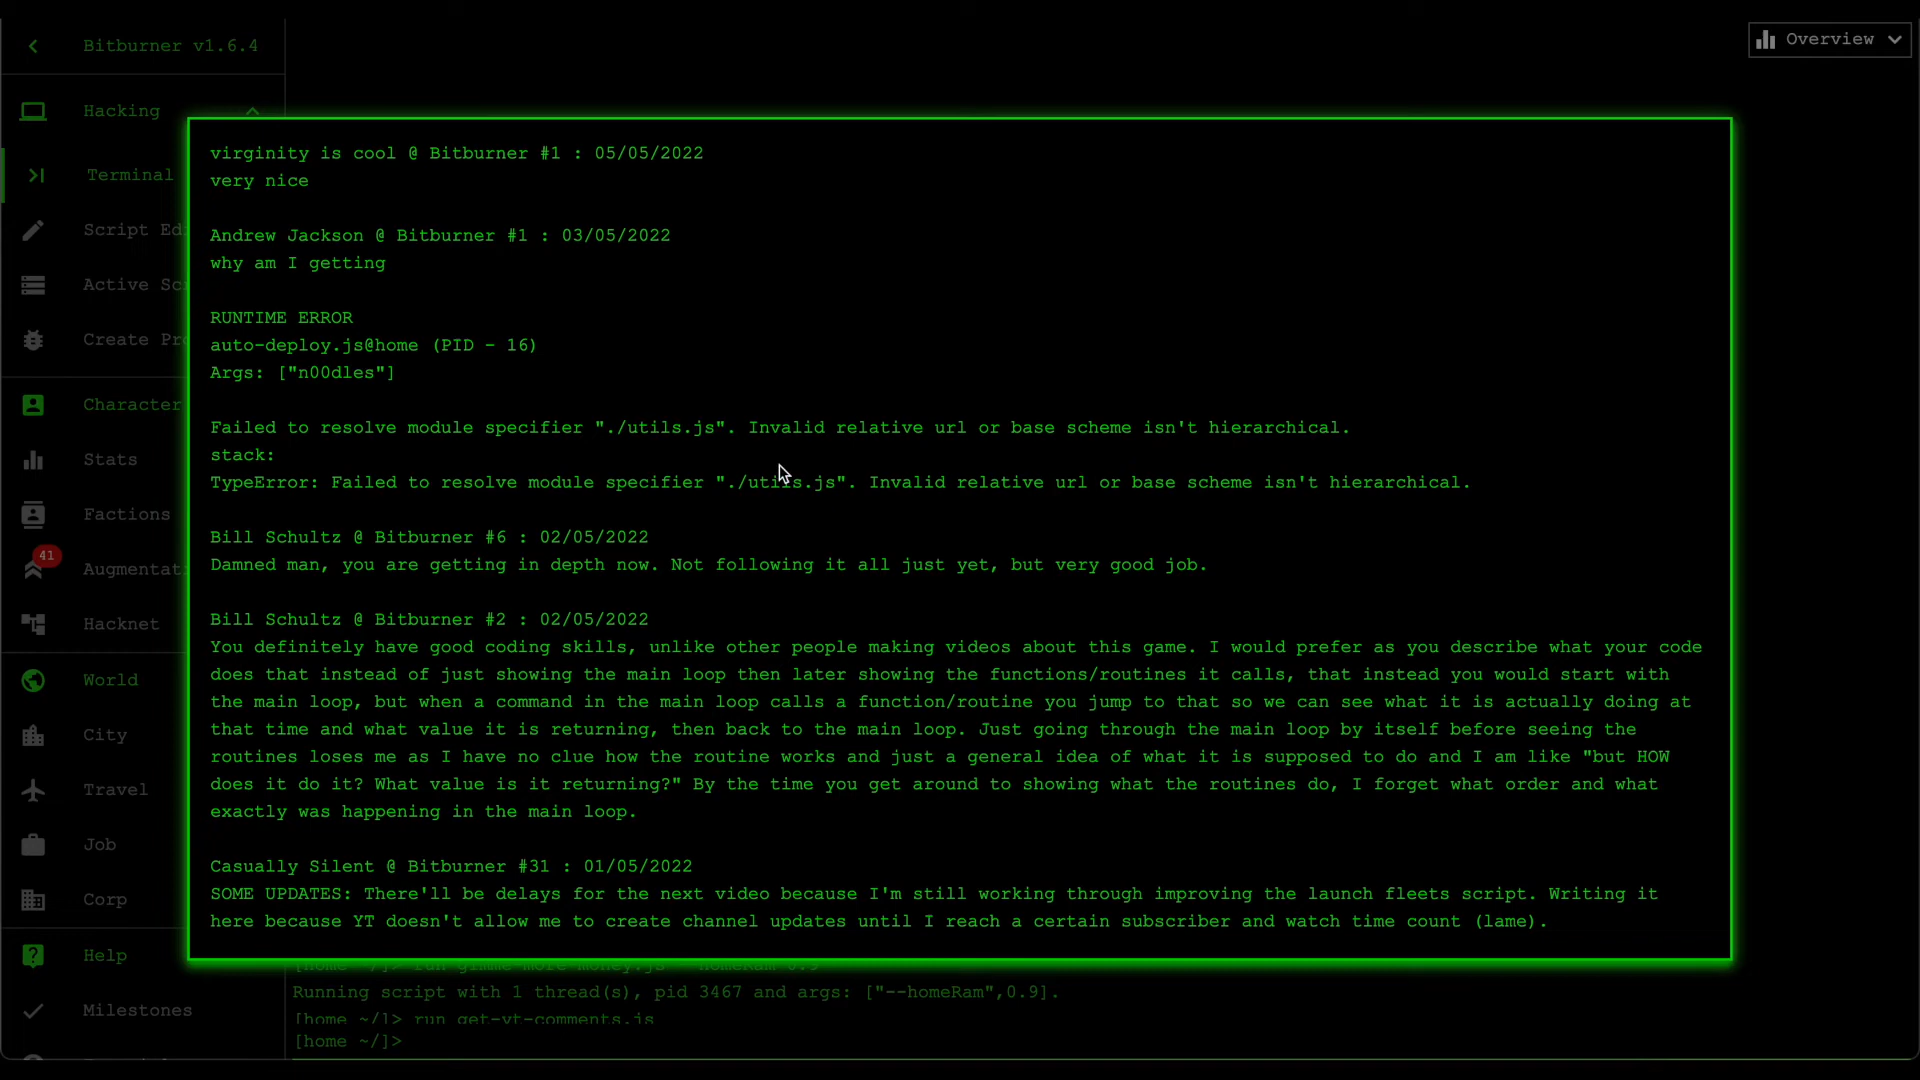 Bitburner v1.6.4
Overview
Hacking
Terminal
Script Ed
Active Sc
Create Pr
Character
Stats
Factions
41
Augmentat
Hacknet
World
City
Travel
Job
Corp
Help
Milestones
virginity is cool @ Bitburner #1 : 05/05/2022
very nice
Andrew Jackson @ Bitburner #1 : 03/05/2022
why am I getting
RUNTIME ERROR
auto-deploy.js@home (PID - 16)
Args: ["n00dles"]
Failed to resolve module specifier "./utils.js". Invalid relative url or base scheme isn't hierarchical.
stack:
TypeError: Failed to resolve module specifier "./utils.js". Invalid relative url or base scheme isn't hierarchical.
Bill Schultz @ Bitburner #6 : 02/05/2022
Damned man, you are getting in depth now. Not following it all just yet, but very good job.
Bill Schultz @ Bitburner #2 : 02/05/2022
You definitely have good coding skills, unlike other people making videos about this game. I would prefer as you describe what your code
does that instead of just showing the main loop then later showing the functions/routines it calls, that instead you would start with
the main loop, but when a command in the main loop calls a function/routine you jump to that so we can see what it is actually doing at
that time and what value it is returning, then back to the main loop. Just going through the main loop by itself before seeing the
routines loses me as I have no clue how the routine works and just a general idea of what it is supposed to do and I am like "but HOW
does it do it? What value is it returning?" By the time you get around to showing what the routines do, I forget what order and what
exactly was happening in the main loop.
Casually Silent @ Bitburner #31 : 01/05/2022
SOME UPDATES: There'll be delays for the next video because I'm still working through improving the launch fleets script. Writing it
here because YT doesn't allow me to create channel updates until I reach a certain subscriber and watch time count (lame).
[home ~/]> run gimme-more-money.js --homeRam 0.9
Running script with 1 thread(s), pid 3467 and args: ["--homeRam",0.9].
[home ~/]> run get-yt-comments.js
[home ~/]>